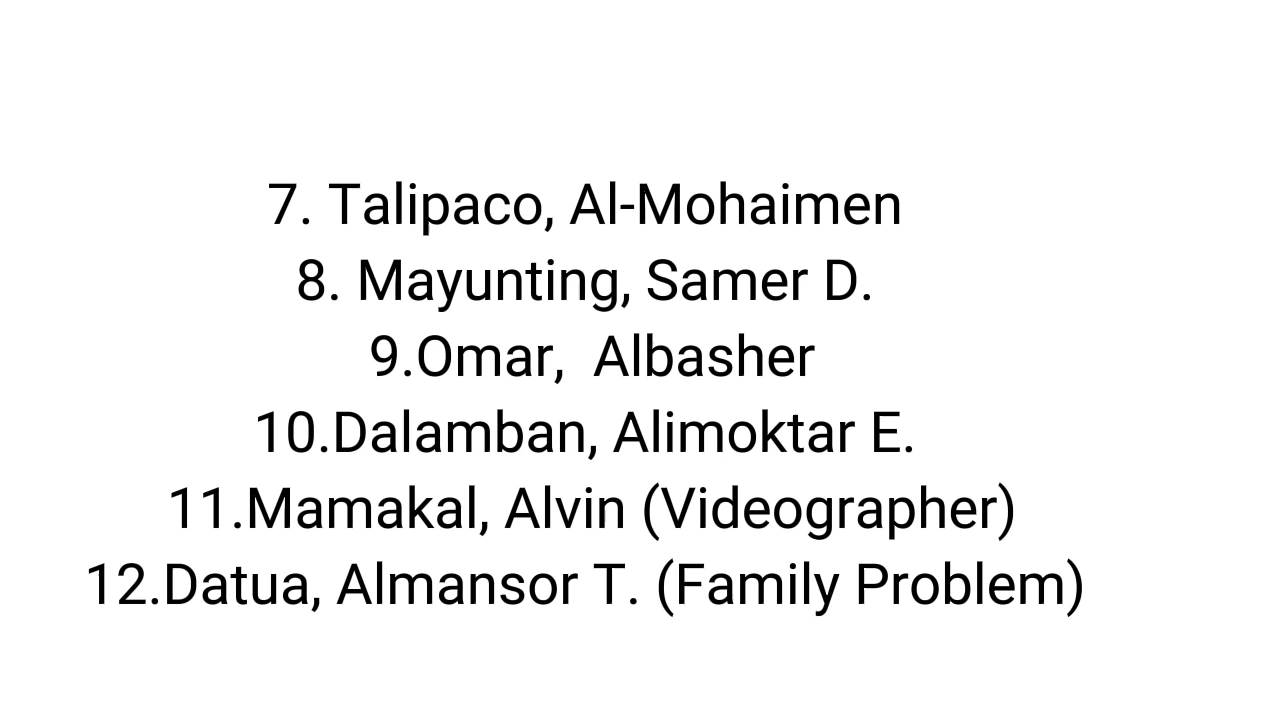 7. Talipaco, Al-Mohaimen
8. Mayunting, Samer D.
9.Omar,  Albasher
10.Dalamban, Alimoktar E.
11.Mamakal, Alvin (Videographer)
12.Datua, Almansor T. (Family Problem)